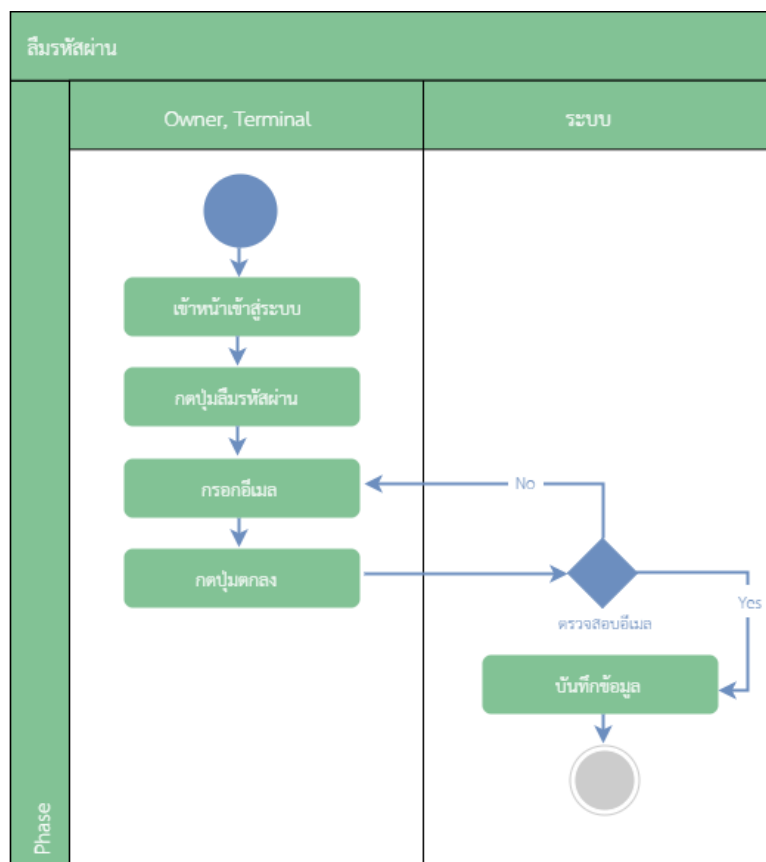 ลืมรหัสผ่าน
Owner, Terminal
ระบบ
เข้าหน้าเข้าสู่ระบบ
กดปุ่มลืมรหัสผ่าน
กรอกอีเมล
No
กดปุ่มตกลง
ตรวจสอบอีเมล
Yes
บันทึกข้อมูล
Phase